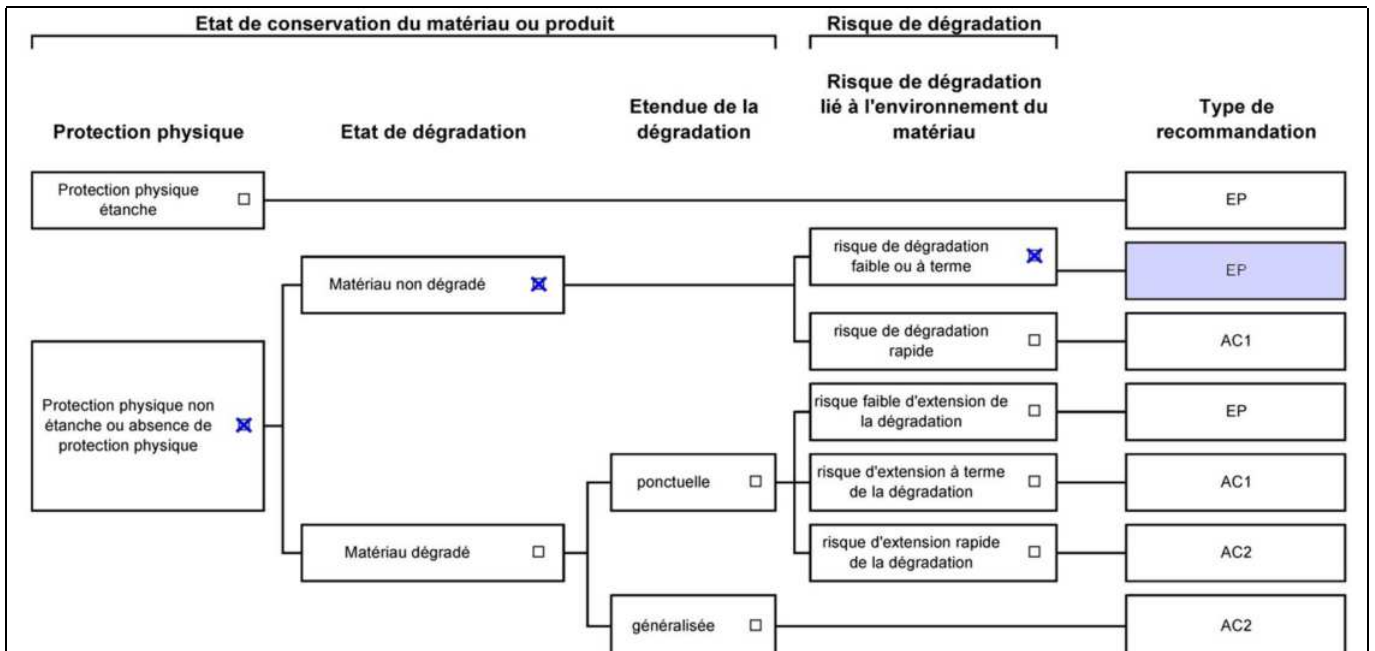 Etat de conservation du matériau ou produit
Risque de dégradation
Protection physique
Etat de dégradation
Etendue de la
dégradation
Risque de dégradation
lié à l'environnement du
matériau
Type de
recommandation
Protection physique
étanche
EP
risque de dégradation
faible ou à terme
EP
Matériau non dégradé
risque de dégradation
rapide
AC1
Protection physique non
étanche ou absence de
protection physique
risque faible d'extension de
la dégradation
EP
ponctuelle
risque d'extension à terme
de la dégradation
AC1
Matériau dégradé
risque d'extension rapide
de la dégradation
AC2
généralisée
AC2